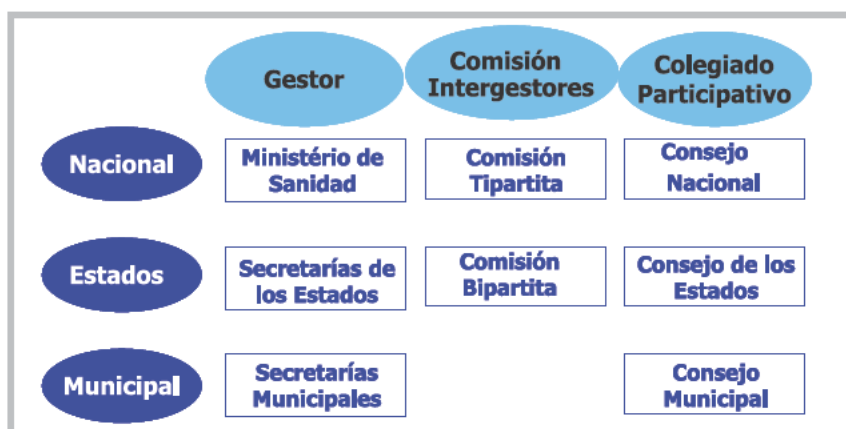 Gestor
Comisión
Intergestores
Colegiado
Participativo
Nacional
Ministério de
Sanidad
Comisión
Tipartita
Consejo
Nacional
Estados
Secretarías de
los Estados
Comisión
Bipartita
Consejo de los
Estados
Municipal
Secretarías
Municipales
Consejo
Municipal